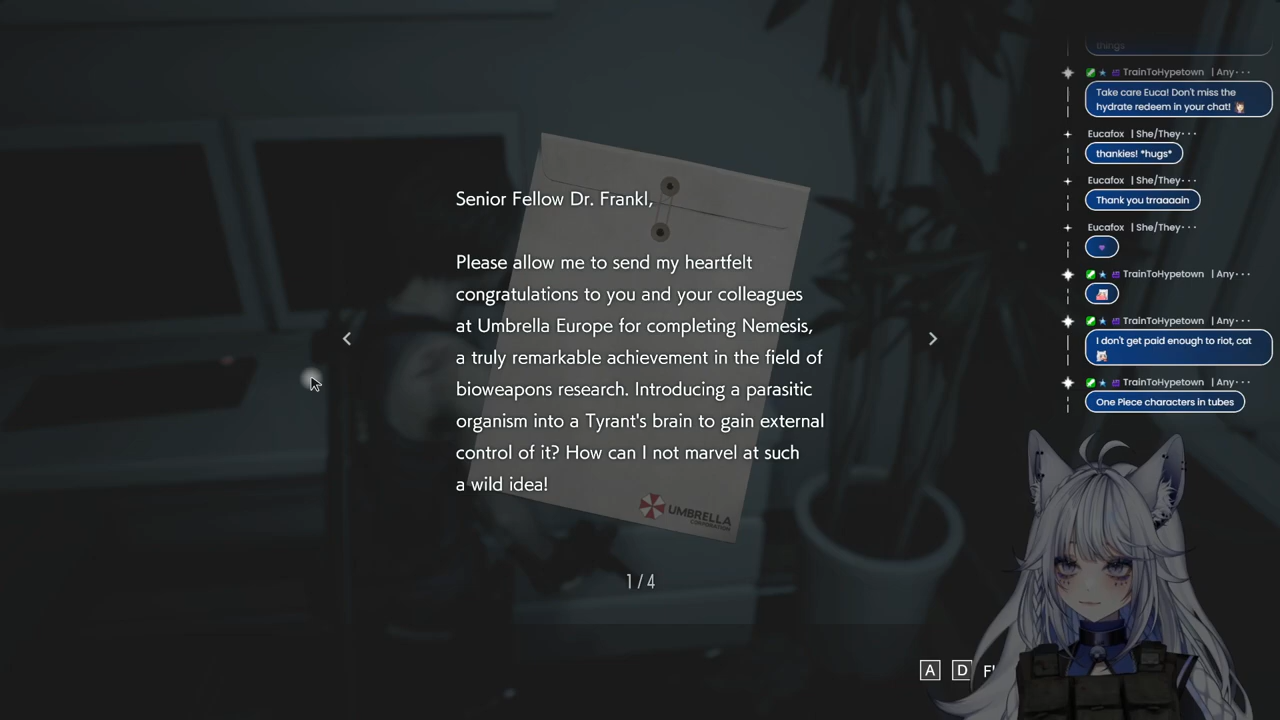 Senior Fellow Dr. Frankl,
Please allow me to send my heartfelt
congratulations to you and your colleagues
at Umbrella Europe for completing Nemesis,
a truly remarkable achievement in the field of
bioweapons research. Introducing a parasitic
organism into a Tyrant's brain to gain external
control of it? How can I not marvel at such
a wild idea!
UMBRELLA
CORPORATION
1 / 4
A D
things
TrainToHypetown | Any···
Take care Euca! Don't miss the
hydrate redeem in your chat!
Eucafox | She/They···
thankies! *hugs*
Eucafox | She/They···
Thank you trraaaain
Eucafox | She/They···
TrainToHypetown | Any···
TrainToHypetown | Any···
I don't get paid enough to riot, cat
TrainToHypetown | Any···
One Piece characters in tubes